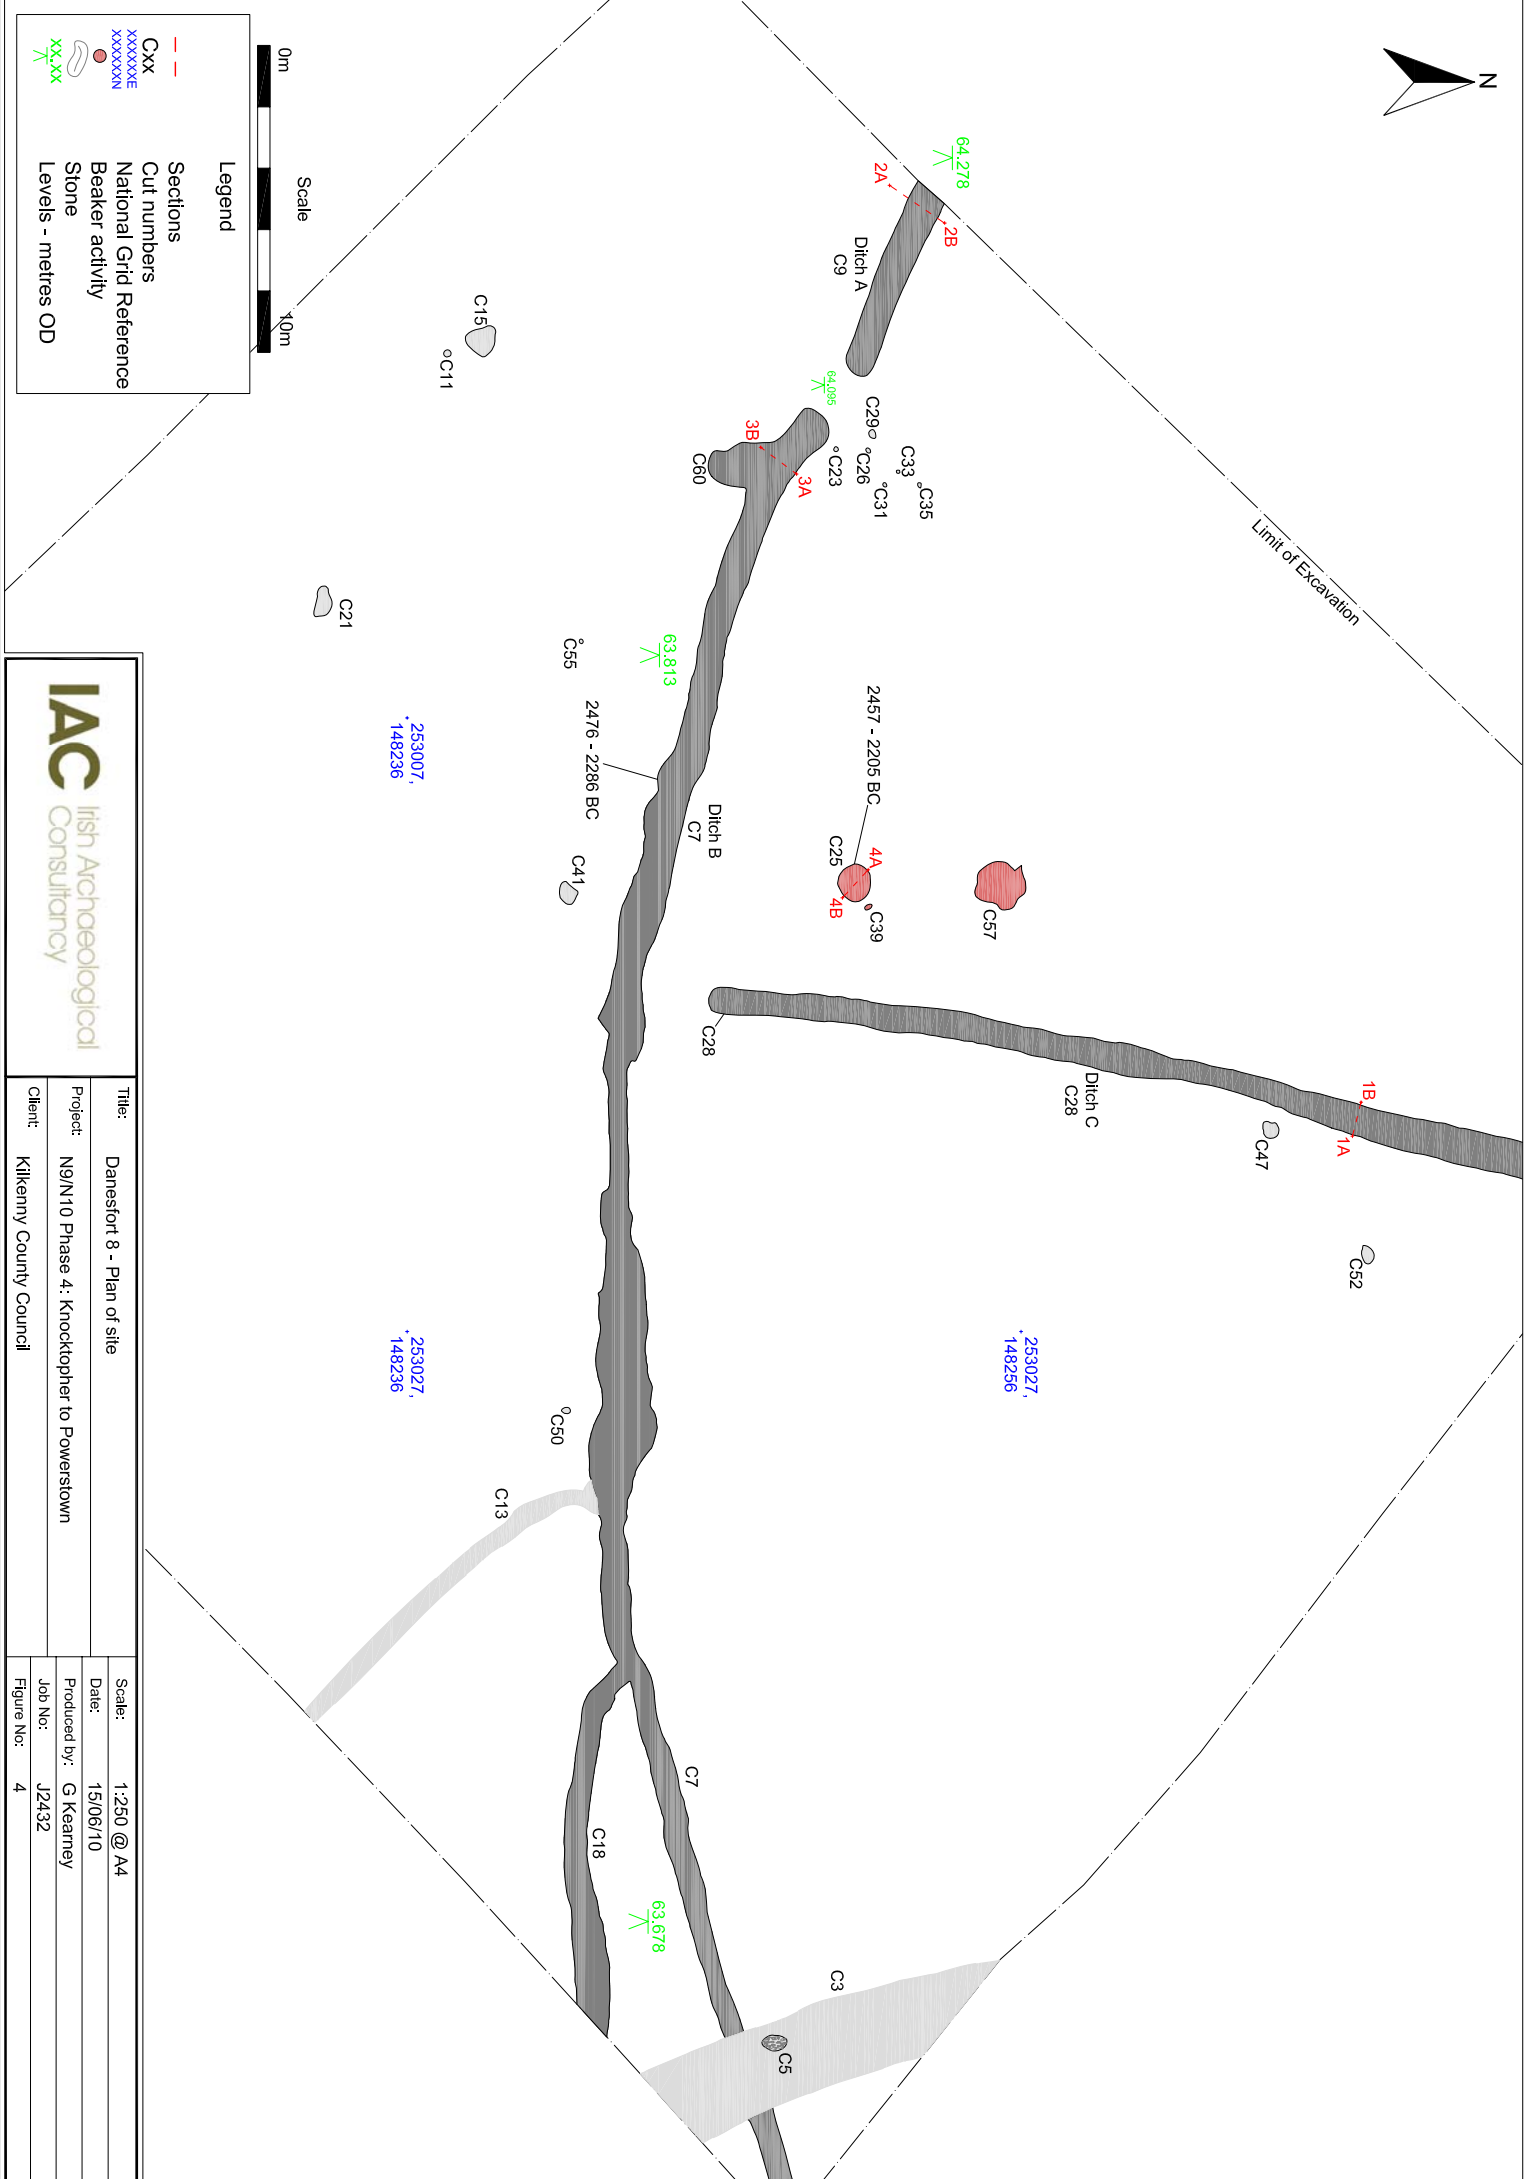 N
Limit of Excavation
64.278
2A
2B
Ditch A
C9
64.095
C29
C26
C23
C33
C31
C35
3B
3A
C60
C15
C11
C21
C55
63.813
2476 - 2286 BC
2457 - 2205 BC
Ditch B
C7
C25
4A
4B
C39
C57
C41
C28
Ditch C
C28
1B
1A
C47
C52
253007,
148236
253027,
148236
253027,
148256
C50
C13
C7
C18
63.678
C3
C5
Scale
0m
10m
Legend
Sections
Cxx Cut numbers
XXXXXXE
XXXXXXN
National Grid Reference
Beaker activity
Stone
xx.xx Levels - metres OD
IAC Irish Archaeological
Consultancy
Title: Danesfort 8 - Plan of site
Project: N9/N10 Phase 4: Knocktopher to Powerstown
Client: Kilkenny County Council
Scale: 1:250 @ A4
Date: 15/06/10
Produced by: G Kearney
Job No: J2432
Figure No: 4